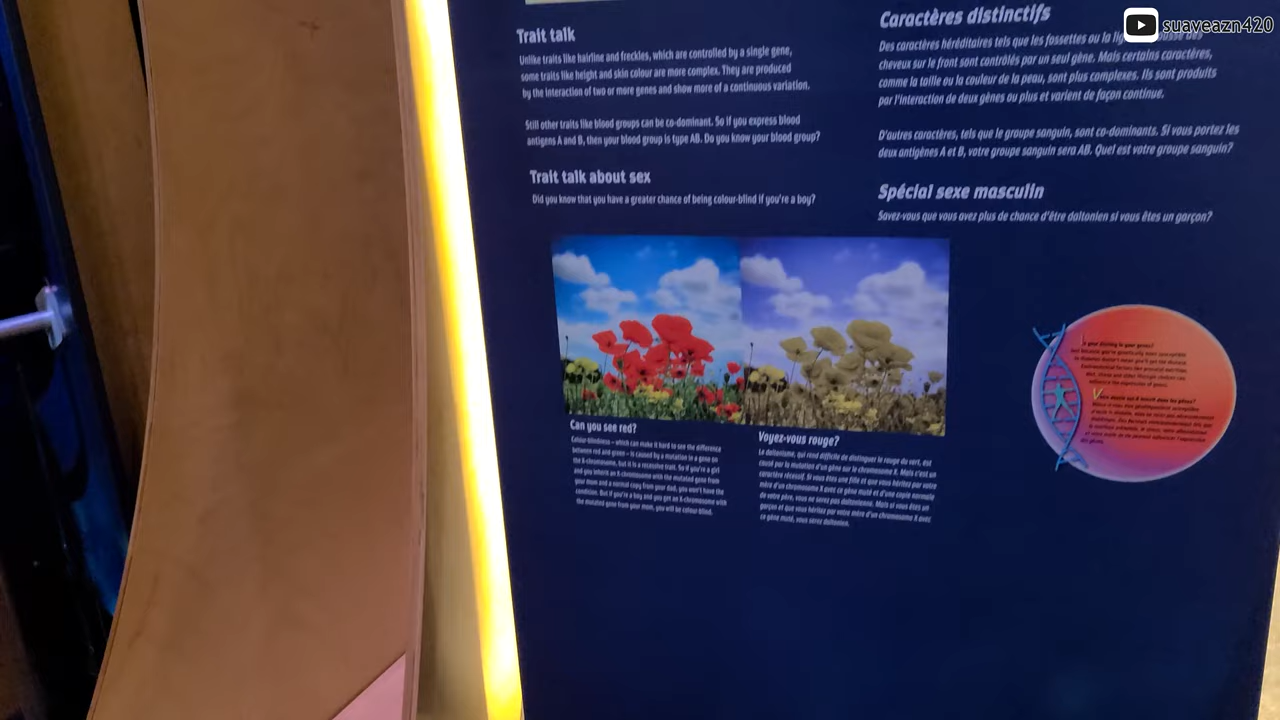 suaveazn420
Trait talk
Unlike traits like hairline and freckles, which are controlled by a single gene,
some traits like height and skin colour are more complex. They are produced
by the interaction of two or more genes and show more of a continuous variation.
Still other traits like blood groups can be co-dominant. So if you express blood
antigens A and B, then your blood group is type AB. Do you know your blood group?
Trait talk about sex
Did you know that you have a greater chance of being colour-blind if you're a boy?
Caractères distinctifs
Des caractères héréditaires tels que les fossettes ou la
cheveux sur le front sont contrôlés par un seul gène. Mais certains caractères,
comme la taille ou la couleur de la peau, sont plus complexes. Ils sont produits
par l'interaction de deux gènes ou plus et varient de façon continue.
D'autres caractères, tels que le groupe sanguin, sont co-dominants. Si vous portez les
deux antigènes A et B, votre groupe sanguin sera AB. Quel est votre groupe sanguin?
Spécial sexe masculin
Savez-vous que vous avez plus de chance d'être daltonien si vous êtes un garçon?
Can you see red?
Colour-blindness – which can make it hard to see the difference
between red and green – is caused by a mutation in a gene on
the X-chromosome, but it is a recessive trait. So if you're a girl
and you inherit an X-chromosome with the mutated gene from
your mom and a normal copy from your dad, you won't have the
condition. But if you're a boy and you get an X-chromosome with
the mutated gene from your mom, you will be colour-blind.
Voyez-vous rouge?
Le daltonisme, qui rend difficile de distinguer le rouge du vert, est
causé par la mutation d'un gène sur le chromosome X. Mais c'est un
caractère récessif. Si vous êtes une fille et que vous héritez par votre
mère d'un chromosome X avec ce gène muté et d'une copie normale
de votre père, vous ne serez pas daltonienne. Mais si vous êtes un
garçon et que vous héritez par votre mère d'un chromosome X avec
ce gène muté, vous serez daltonien.
Is your destiny in your genes?